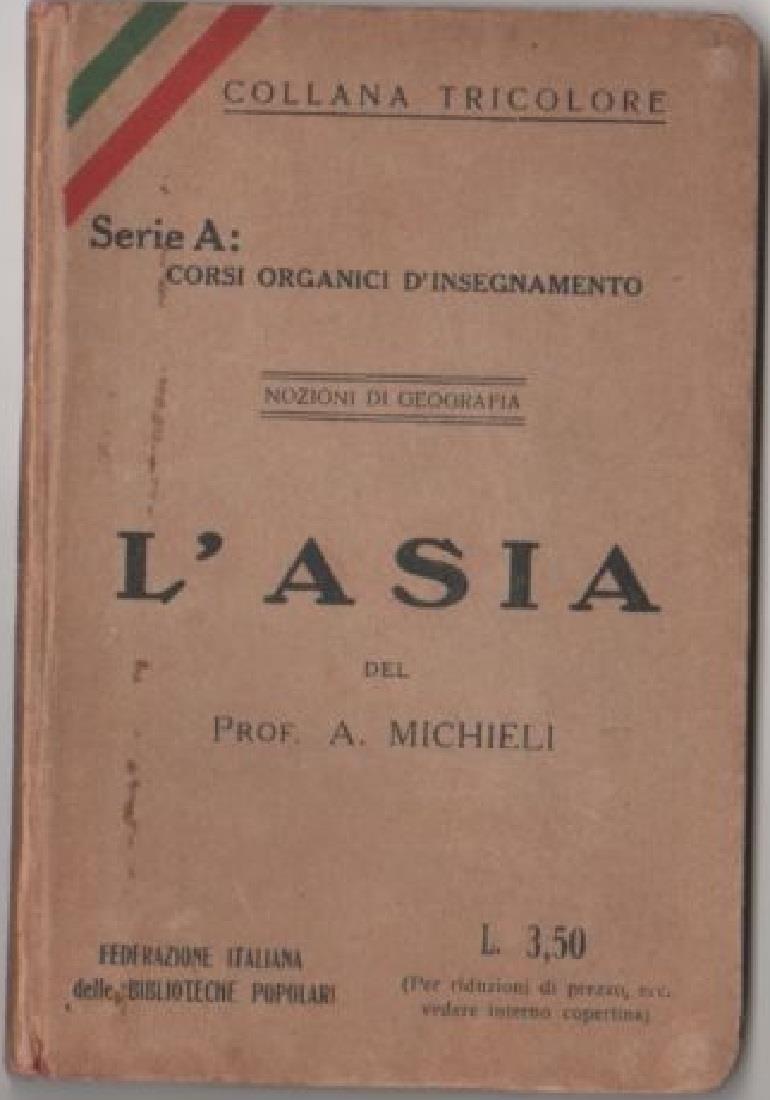 COLLANA TRICOLORE
Serie A:
CORSI ORGANICI D'INSEGNAMENTO
NOZIONI DI GEOGRAFIA
L'ASIA
DEL
PROF. A. MICHIELI
FEDERAZIONE ITALIANA
delle BIBLIOTECHE POPOLARI
L. 3,50
(Per riduzioni di prezzo, ecc.
vedere interno copertina)